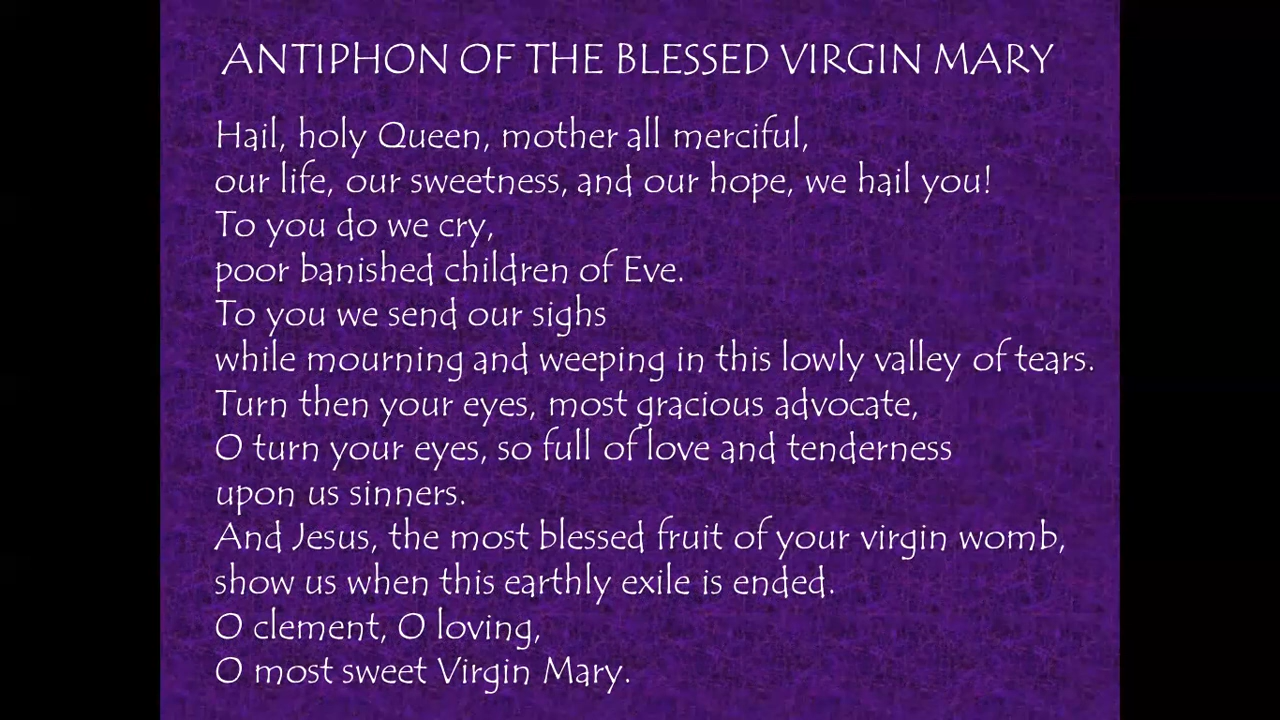 ANTIPHON OF THE BLESSED VIRGIN MARY
Hail, holy Queen, mother all merciful,
our life, our sweetness, and our hope, we hail you!
To you do we cry,
poor banished children of Eve.
To you we send our sighs
while mourning and weeping in this lowly valley of tears.
Turn then your eyes, most gracious advocate,
O turn your eyes, so full of love and tenderness
upon us sinners.
And Jesus, the most blessed fruit of your virgin womb,
show us when this earthly exile is ended.
O clement, O loving,
O most sweet Virgin Mary.